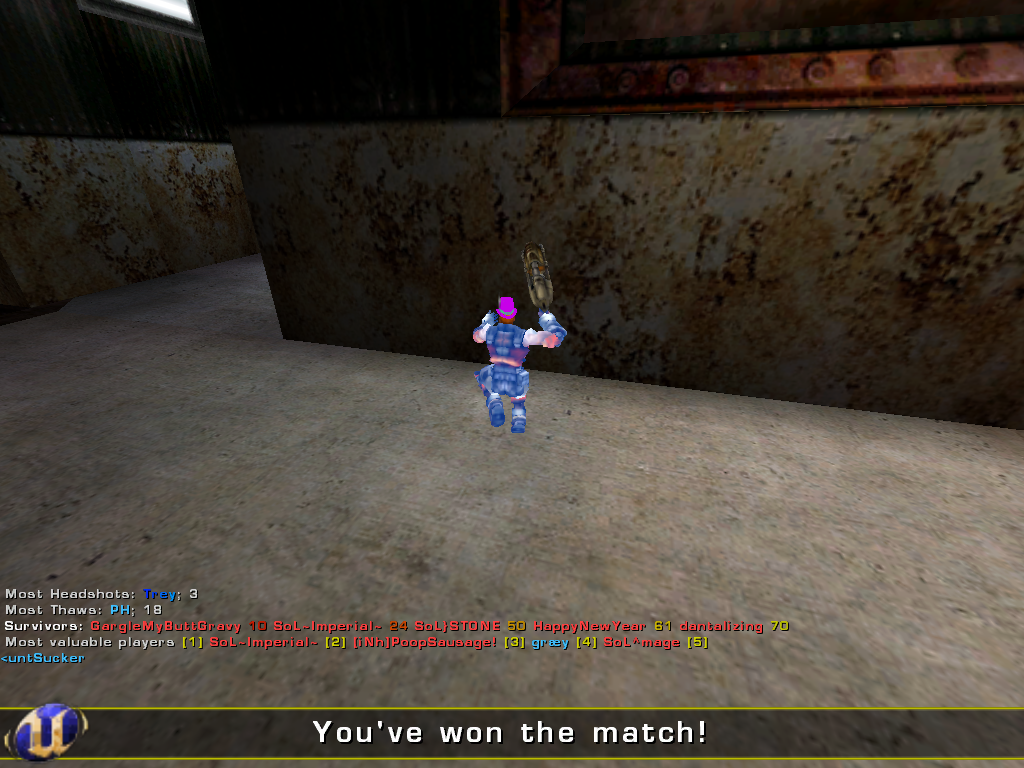 Most Headshots: Trey; 3
Most Thaws: PH; 18
Survivors: GargleMyButtGravy 10 SoL~Imperial~ 24 SoL}STONE 50 HappyNewYear 61 dantalizing 70
Most valuable players [1] SoL~Imperial~ [2] [iNh]PoopSausage! [3] græy [4] SoL^mage [5]
<untSucker
You've won the match!